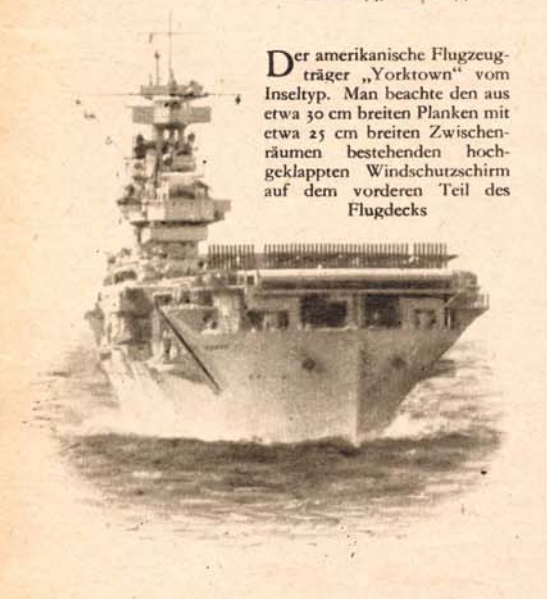 Der amerikanische Flugzeug-
träger „Yorktown“ vom
Inseltyp. Man beachte den aus
etwa 30 cm breiten Planken mit
etwa 25 cm breiten Zwischen-
räumen bestehenden hoch-
geklappten Windschutzschirm
auf dem vorderen Teil des
Flugdecks